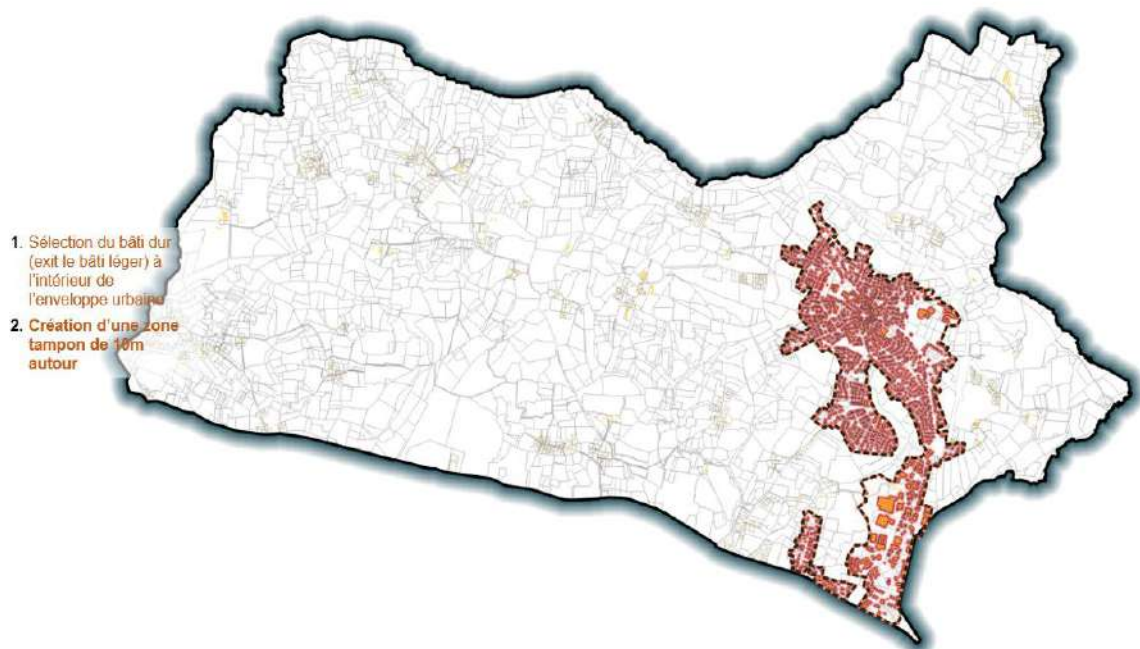 1. Sélection du bâti dur
(exit le bâti léger) à
l'intérieur de
l'enveloppe urbaine
2. Création d'une zone
tampon de 10m
autour